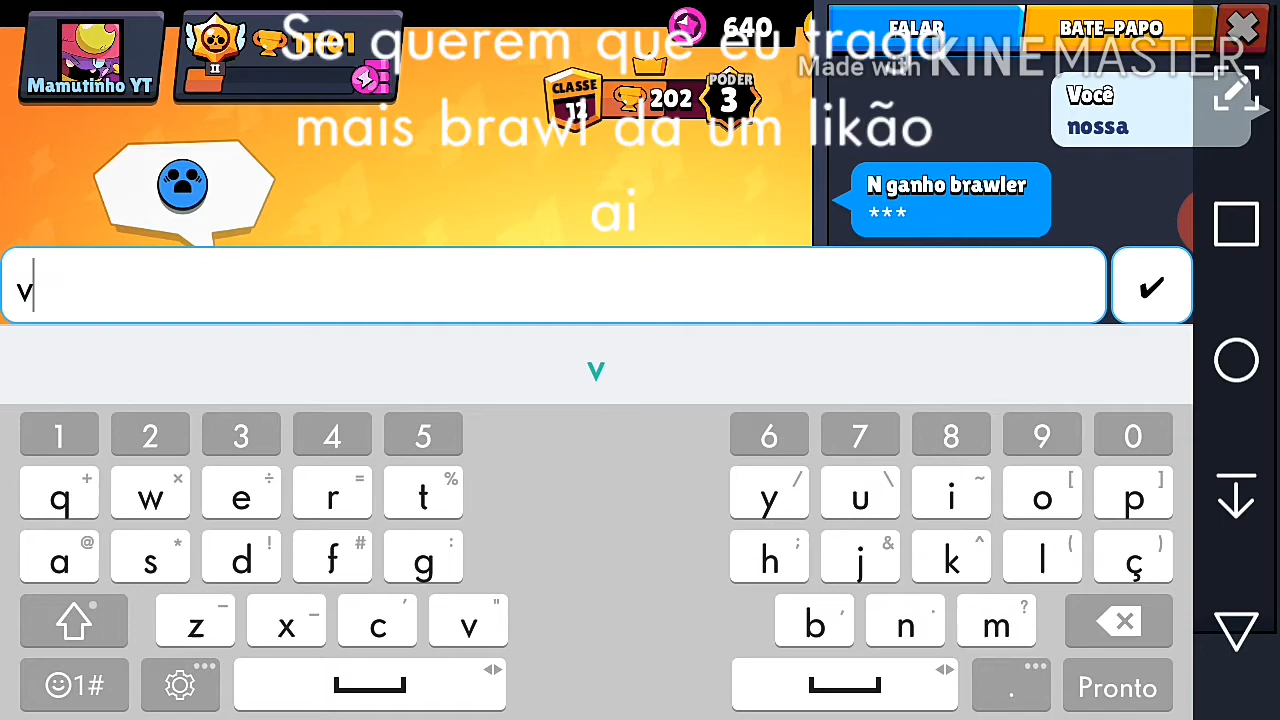 Se querem que eu traga
mais brawl da um likão
ai
Made with KINEMASTER
Mamutinho YT
II
640
FALAR
BATE-PAPO
CLASSE
12
202
PODER
3
Você
nossa
N ganho brawler
***
v
v
1 2 3 4 5 6 7 8 9 0
q + w × e ÷ r = t % y / u \ i ~ o [ p ]
a @ s * d ! f # g : h ; j & k ^ l ( ç )
z – x _ c ' v " b , n . m ?
1# . Pronto